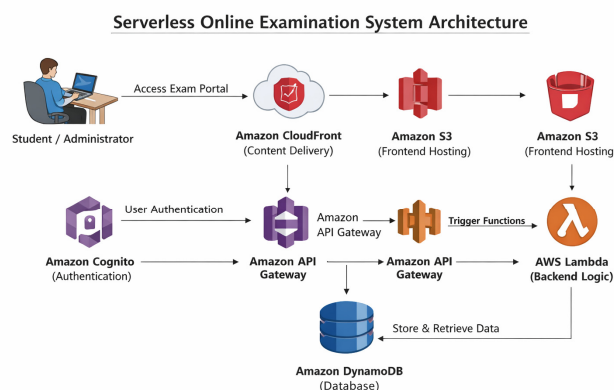 Serverless Online Examination System Architecture
Access Exam Portal
Student / Administrator
Amazon CloudFront
(Content Delivery)
Amazon S3
(Frontend Hosting)
Amazon S3
(Frontend Hosting)
User Authentication
Amazon
API Gateway
Trigger Functions
Amazon Cognito
(Authentication)
Amazon API
Gateway
Amazon API
Gateway
AWS Lambda
(Backend Logic)
Store & Retrieve Data
Amazon DynamoDB
(Database)